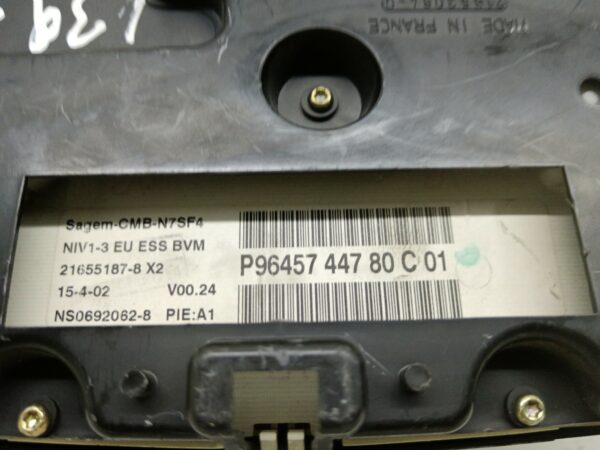 MADE IN FRANCE
Sagem-CMB-N7SF4
NIV1-3 EU ESS BVM
21655187-8 X2
15-4-02 V00.24
NS0692062-8 PIE:A1
P96457 447 80 C 01